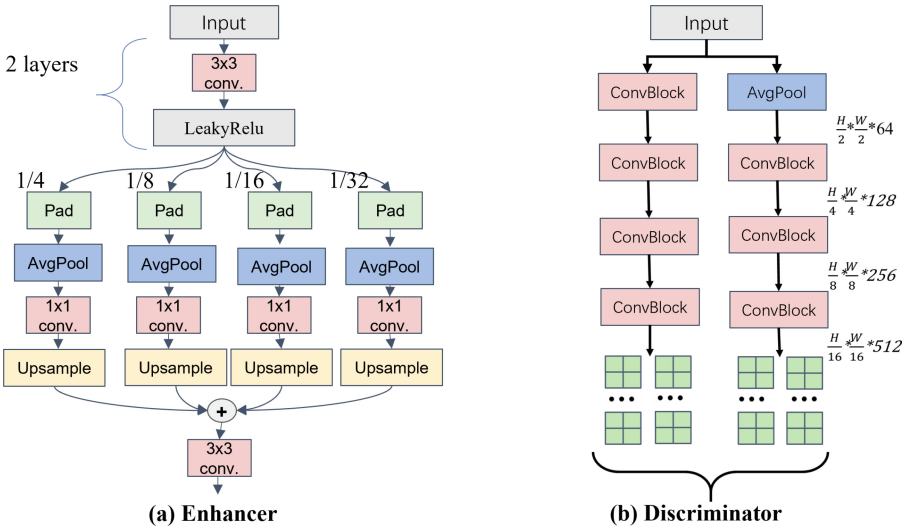 Input
2 layers
3x3
conv.
LeakyRelu
1/4
1/8
1/16
1/32
Pad
Pad
Pad
Pad
AvgPool
AvgPool
AvgPool
AvgPool
1x1
conv.
1x1
conv.
1x1
conv.
1x1
conv.
Upsample
Upsample
Upsample
Upsample
+
3x3
conv.
(a) Enhancer
Input
ConvBlock
AvgPool
H/2*W/2*64
ConvBlock
ConvBlock
H/4*W/4*128
ConvBlock
ConvBlock
H/8*W/8*256
ConvBlock
ConvBlock
H/16*W/16*512
(b) Discriminator